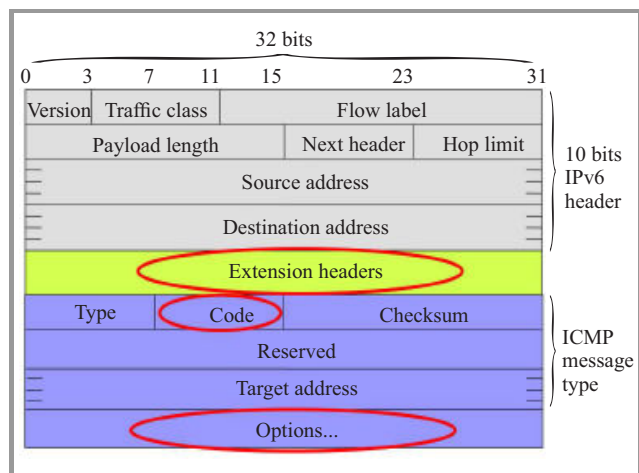 32 bits
0 3 7 11 15 23 31
Version Traffic class Flow label
Payload length Next header Hop limit
10 bits
IPv6
header
Source address
Destination address
Extension headers
Type Code Checksum
ICMP
message
type
Reserved
Target address
Options...